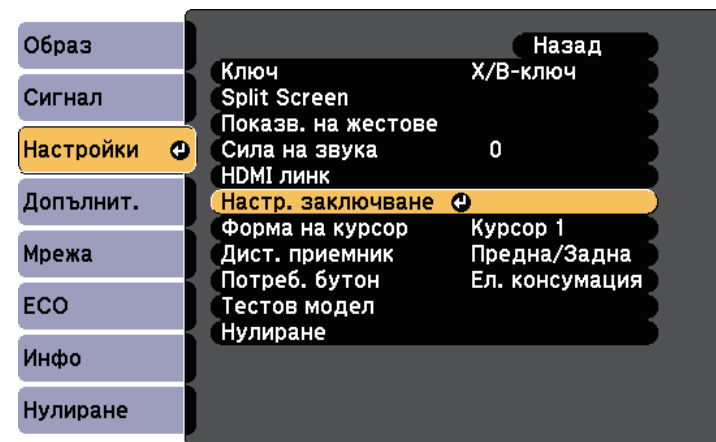 Образ
Сигнал
Настройки
Допълнит.
Мрежа
ECO
Инфо
Нулиране
Назад
Ключ Х/В-ключ
Split Screen
Показв. на жестове
Сила на звука 0
HDMI линк
Настр. заключване
Форма на курсор Курсор 1
Дист. приемник Предна/Задна
Потреб. бутон Ел. консумация
Тестов модел
Нулиране